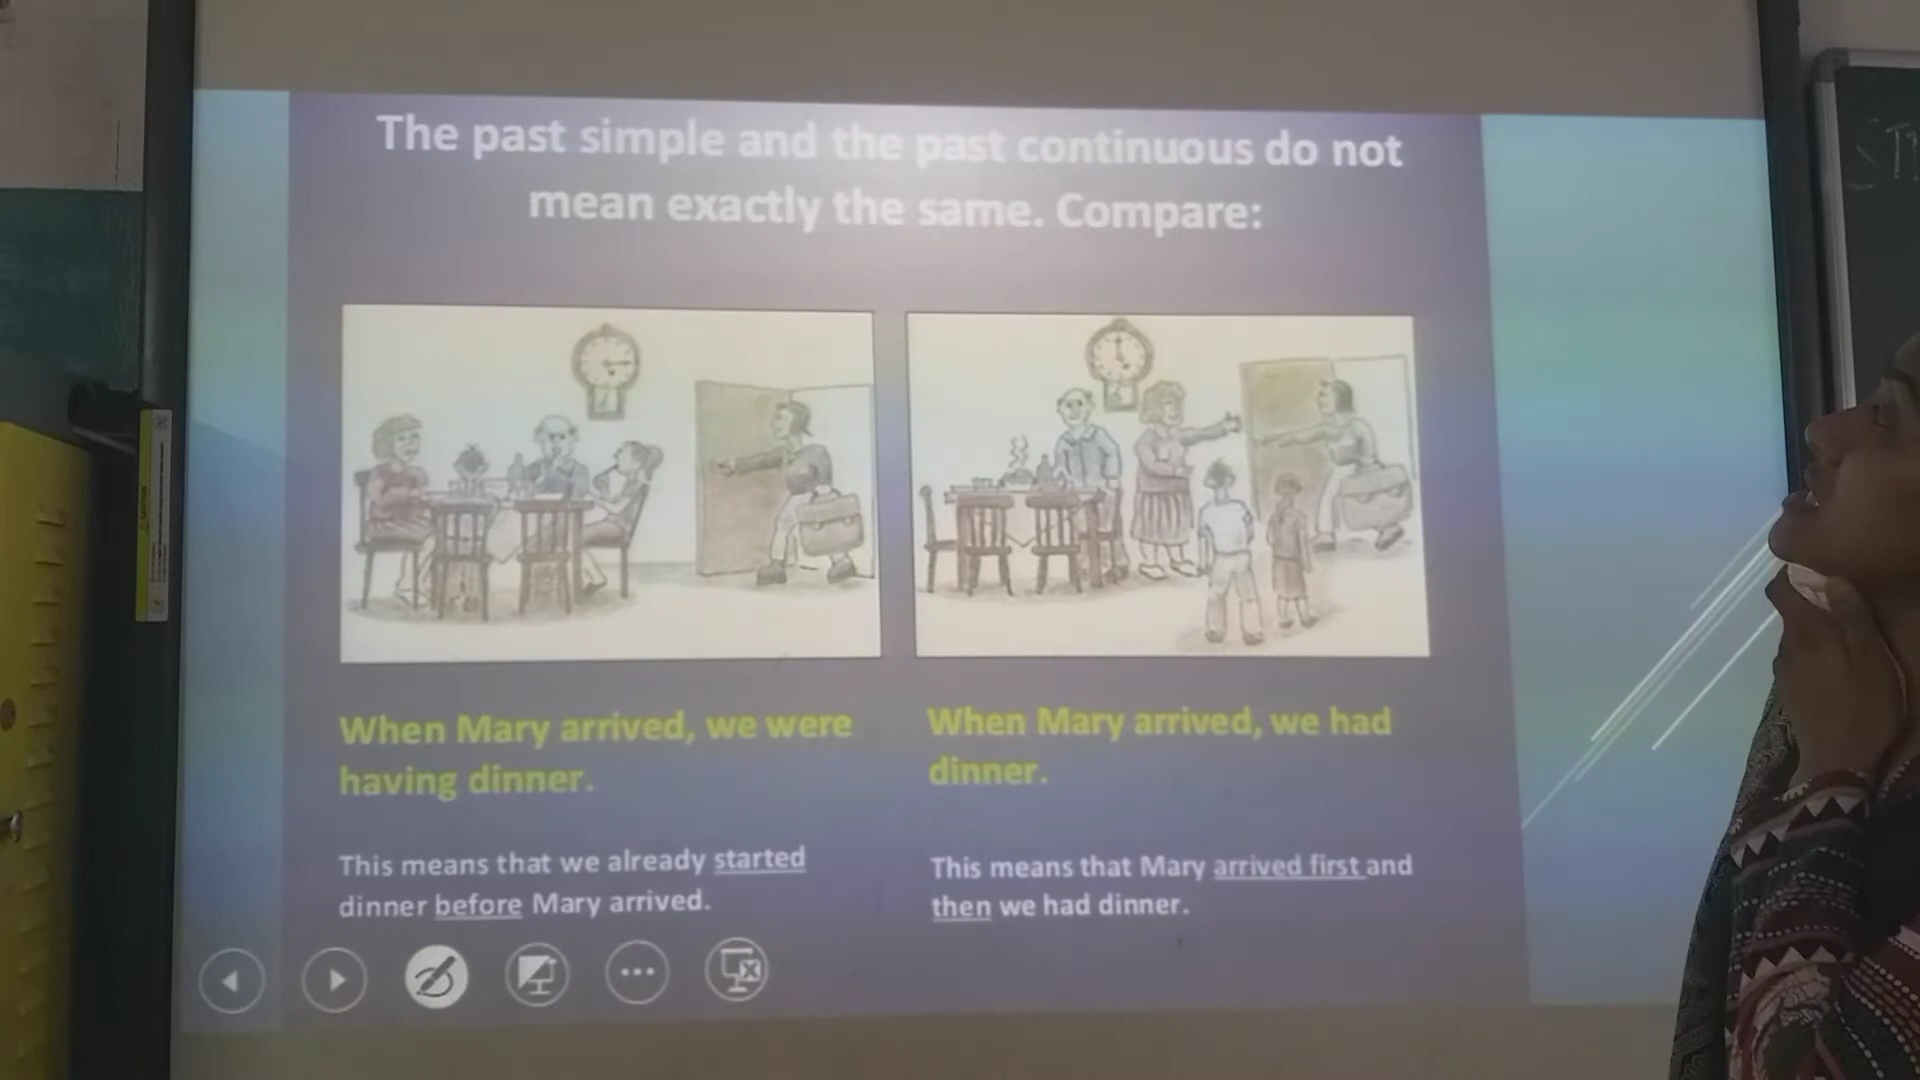 The past simple and the past continuous do not
mean exactly the same. Compare:
When Mary arrived, we were
having dinner.
When Mary arrived, we had
dinner.
This means that we already started
dinner before Mary arrived.
This means that Mary arrived first and
then we had dinner.